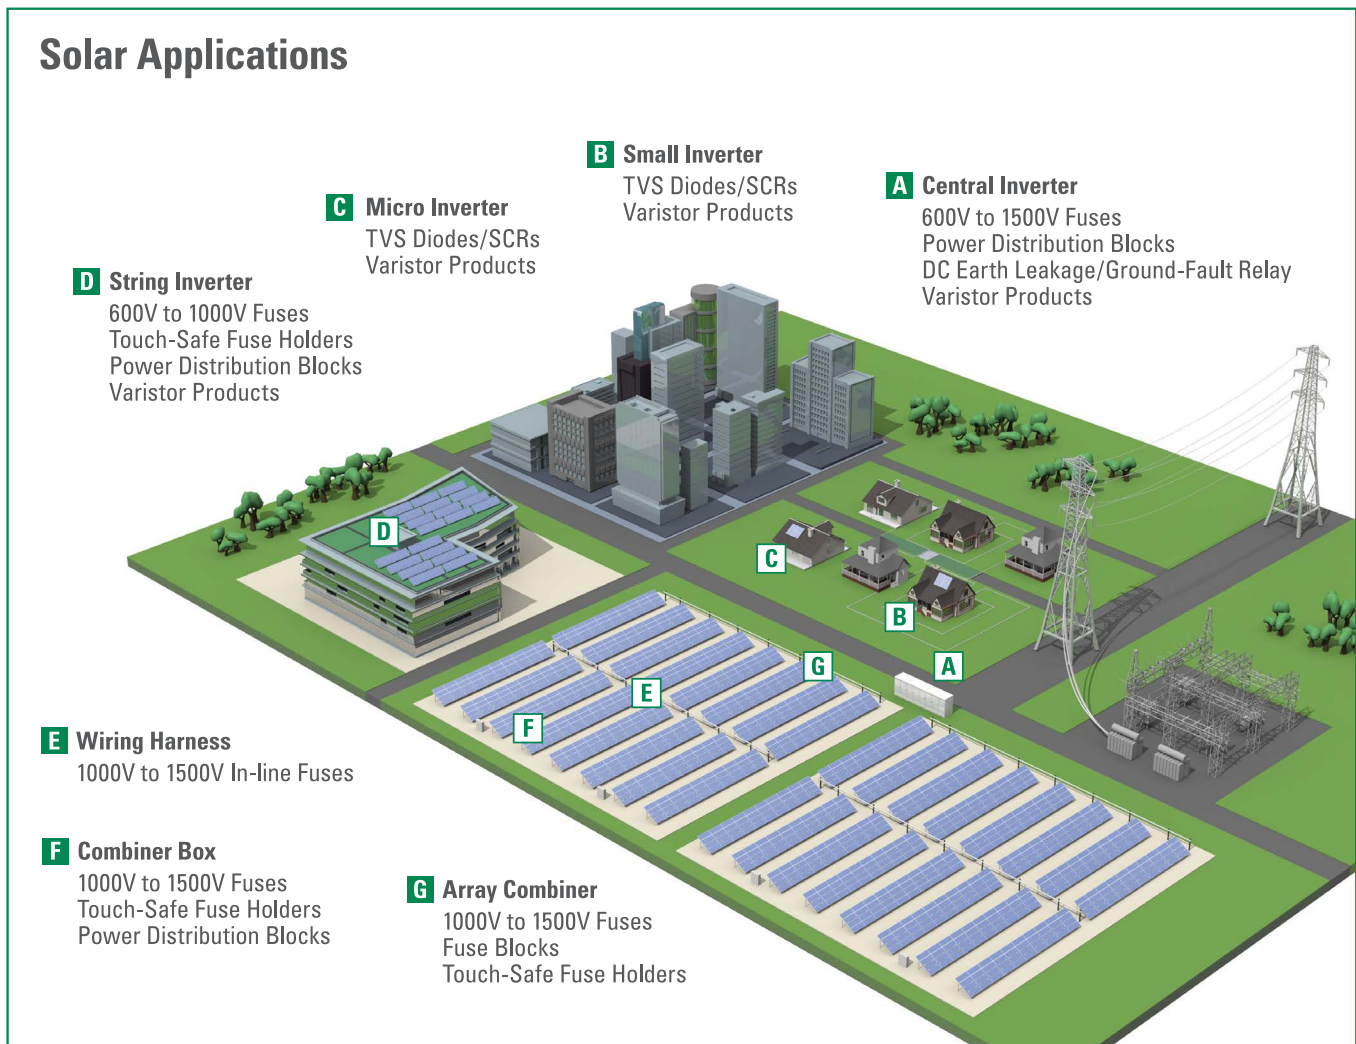 Solar Applications
B Small Inverter
TVS Diodes/SCRs
Varistor Products
A Central Inverter
600V to 1500V Fuses
Power Distribution Blocks
DC Earth Leakage/Ground-Fault Relay
Varistor Products
C Micro Inverter
TVS Diodes/SCRs
Varistor Products
D String Inverter
600V to 1000V Fuses
Touch-Safe Fuse Holders
Power Distribution Blocks
Varistor Products
D
C
B
A
G
E
F
E Wiring Harness
1000V to 1500V In-line Fuses
F Combiner Box
1000V to 1500V Fuses
Touch-Safe Fuse Holders
Power Distribution Blocks
G Array Combiner
1000V to 1500V Fuses
Fuse Blocks
Touch-Safe Fuse Holders